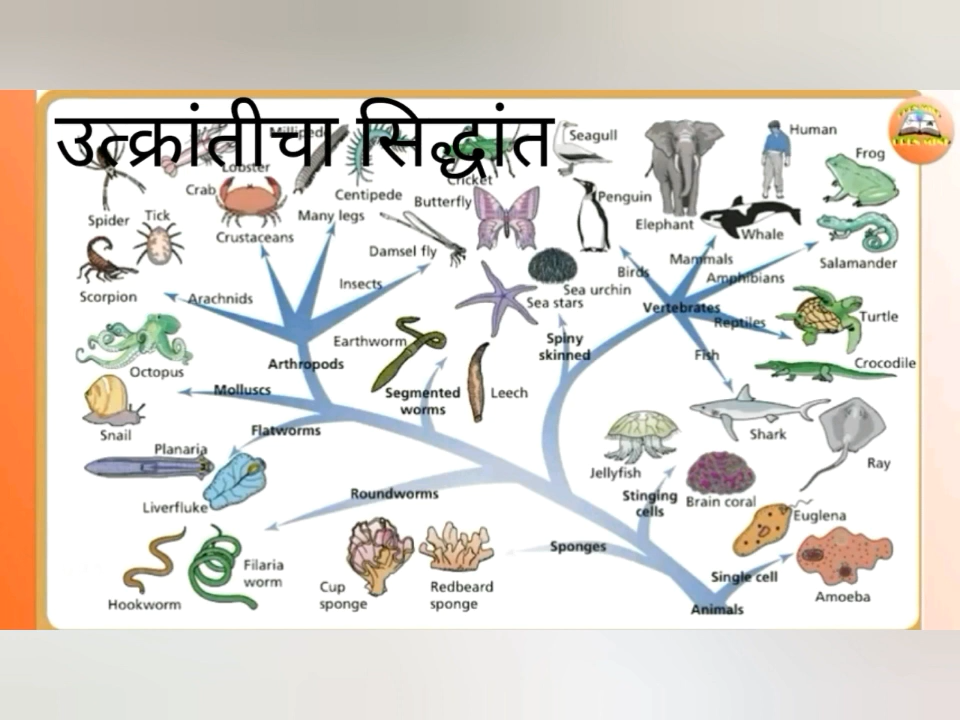 उत्क्रांतीचा सिद्धांत
Millipede
Seagull
Human
Lobster
Crab
Cricket
Frog
Centipede
Butterfly
Penguin
Spider
Tick
Many legs
Elephant
Whale
Crustaceans
Damsel fly
Mammals
Salamander
Birds
Amphibians
Scorpion
Arachnids
Insects
Sea urchin
Sea stars
Vertebrates
Reptiles
Turtle
Earthworm
Spiny
skinned
Fish
Octopus
Arthropods
Crocodile
Molluscs
Segmented
worms
Leech
Snail
Flatworms
Shark
Planaria
Ray
Jellyfish
Liverfluke
Roundworms
Stinging
cells
Brain coral
Euglena
Sponges
Filaria
worm
Cup
sponge
Redbeard
sponge
Single cell
Hookworm
Amoeba
Animals